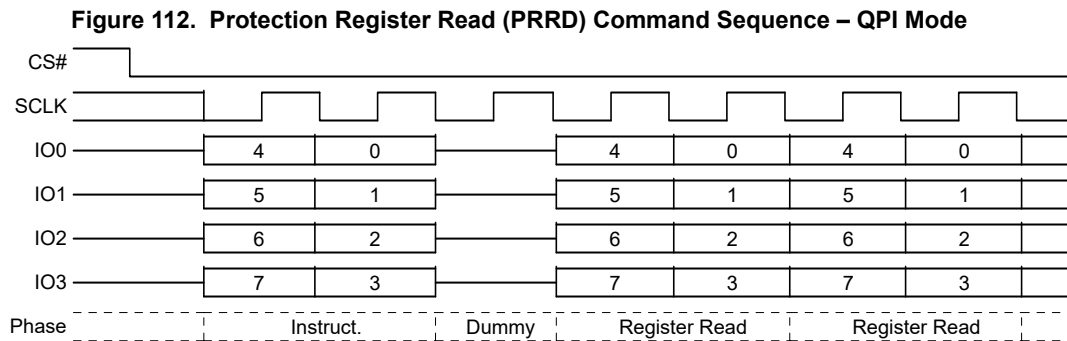 Figure 112. Protection Register Read (PRRD) Command Sequence – QPI Mode
CS#
SCLK
IO0 4 0 4 0 4 0
IO1 5 1 5 1 5 1
IO2 6 2 6 2 6 2
IO3 7 3 7 3 7 3
Phase Instruct. Dummy Register Read Register Read